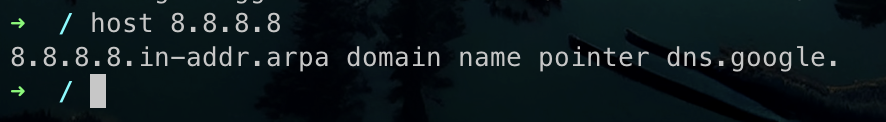 → / host 8.8.8.8
8.8.8.8.in-addr.arpa domain name pointer dns.google.
→ /